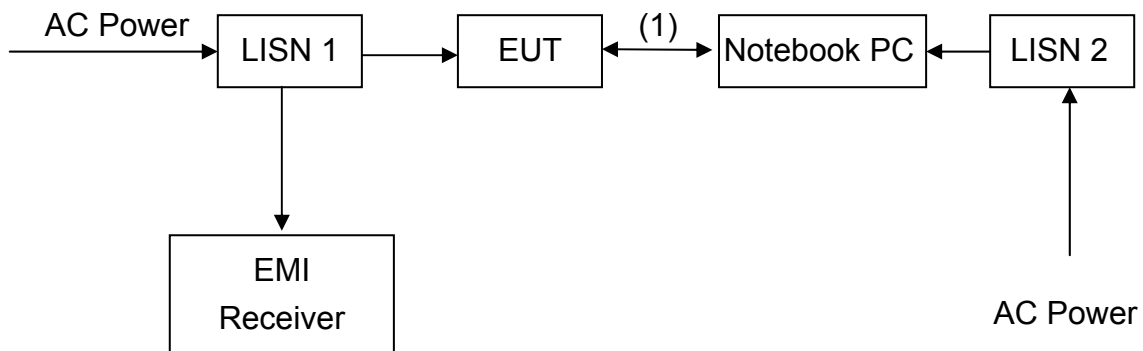 AC Power
LISN 1
EUT
(1)
Notebook PC
LISN 2
EMI
Receiver
AC Power